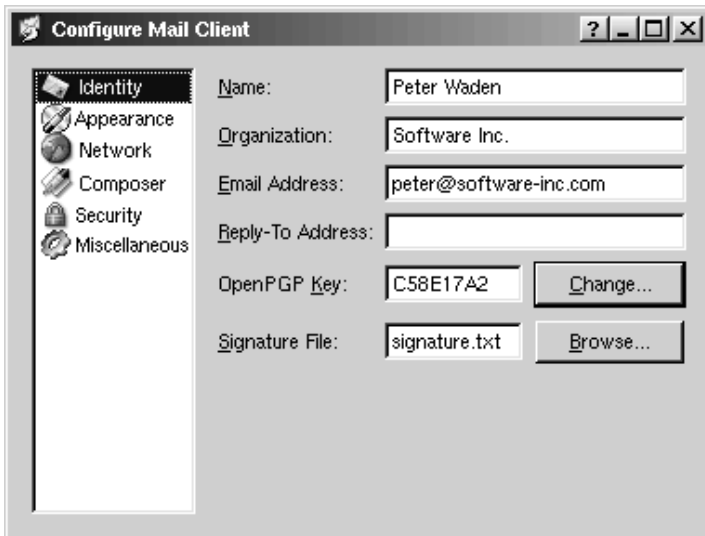 Configure Mail Client
Identity
Appearance
Network
Composer
Security
Miscellaneous
Name: Peter Waden
Organization: Software Inc.
Email Address: peter@software-inc.com
Reply-To Address:
OpenPGP Key: C58E17A2 Change...
Signature File: signature.txt Browse...